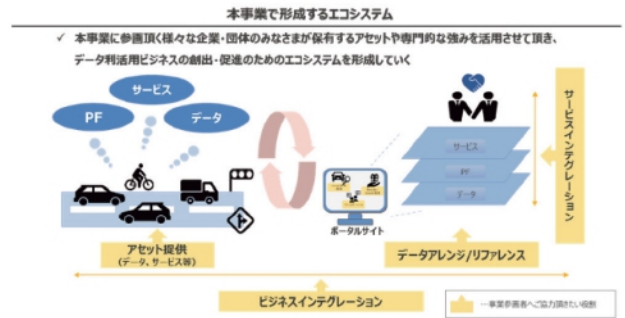 本事業で形成するエコシステム
✓ 本事業に参画頂く様々な企業・団体のみなさまが保有するアセットや専門的な強みを活用させて頂き、
データ利活用ビジネスの創出・促進のためのエコシステムを形成していく
サービス
PF
データ
サービス
PF
データ
サービスインテグレーション
ポータルサイト
アセット提供
(データ、サービス等)
データアレンジ/リファレンス
ビジネスインテグレーション
…事業参画者へご協力頂きたい役割